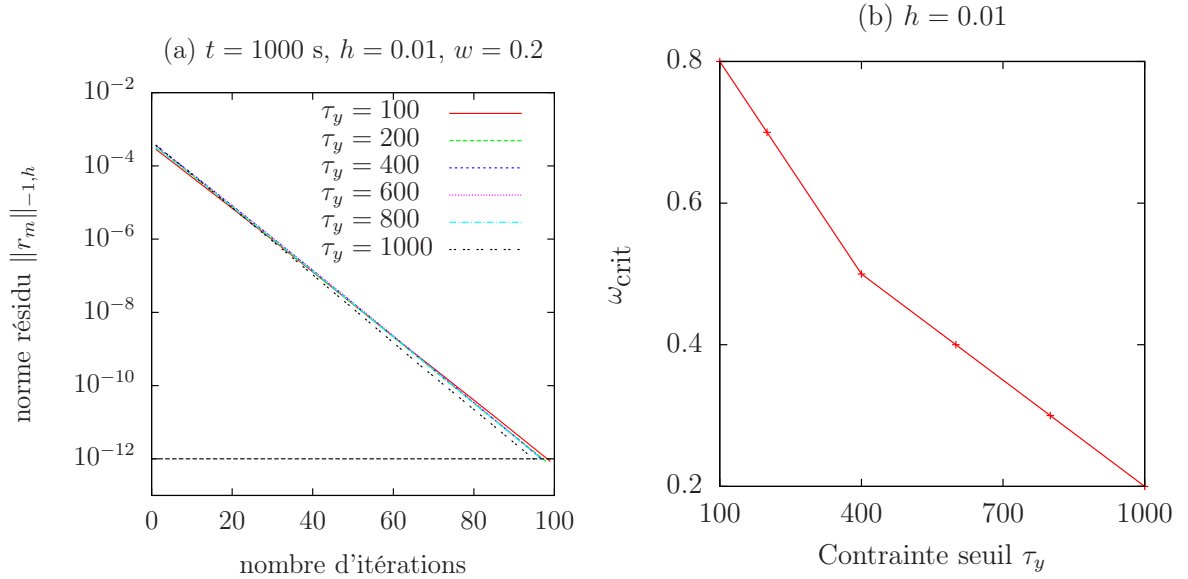 (a) t = 1000 s, h = 0.01, w = 0.2
norme résidu ‖r_m‖_{−1,h}
10^{−2}
10^{−4}
10^{−6}
10^{−8}
10^{−10}
10^{−12}
τ_y = 100
τ_y = 200
τ_y = 400
τ_y = 600
τ_y = 800
τ_y = 1000
0 20 40 60 80 100
nombre d'itérations
(b) h = 0.01
ω_crit
0.8
0.6
0.4
0.2
100 400 700 1000
Contrainte seuil τ_y